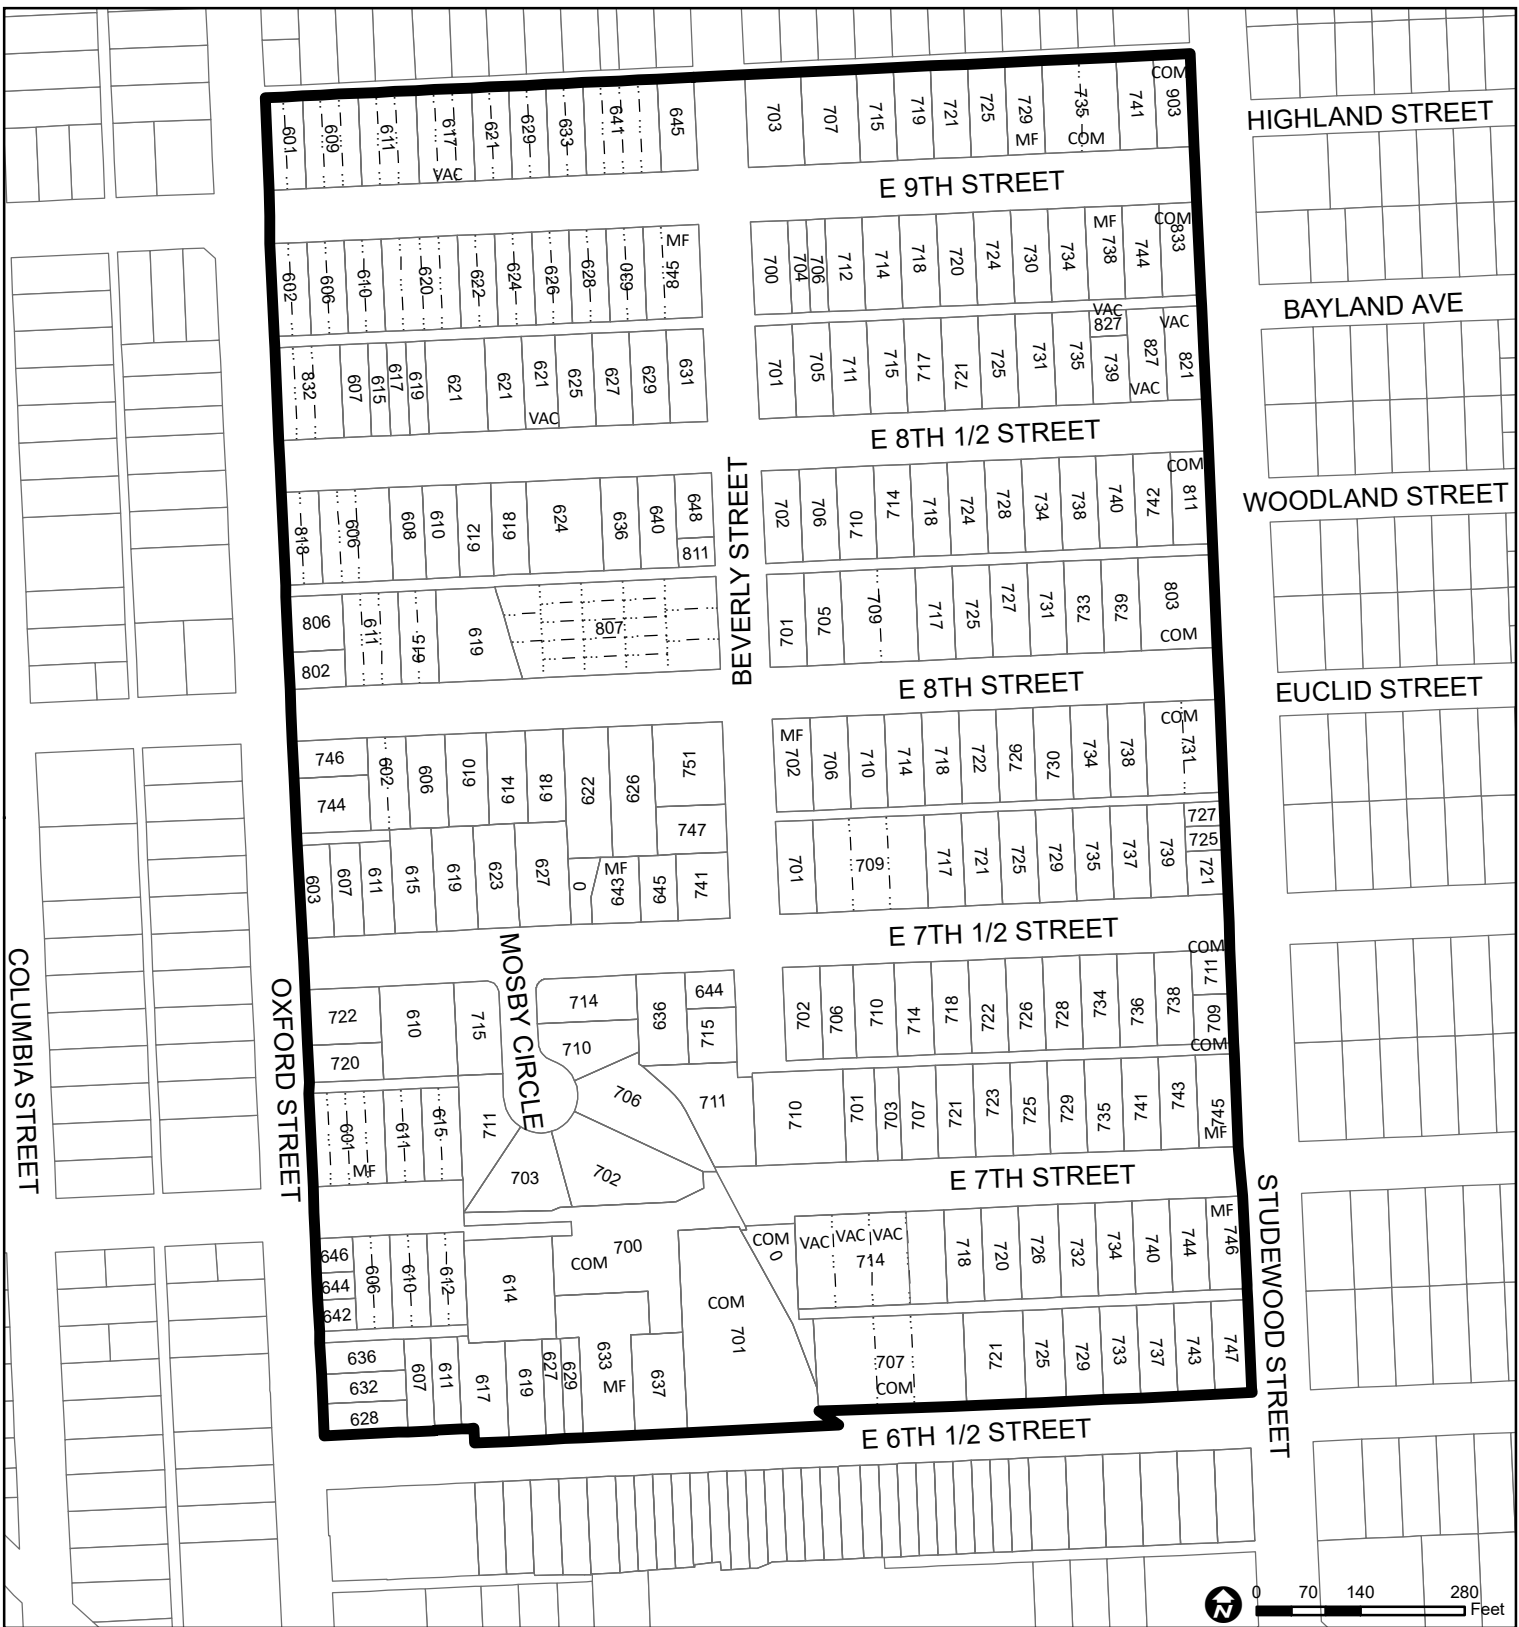 COM
601 609 611 617 621 629 633 641 645 703 707 715 719 721 725 729 735 741 903
VAC MF COM
HIGHLAND STREET
E 9TH STREET
MF MF COM
602 606 610 620 622 624 626 628 630 845 700 704 706 712 714 718 720 724 730 734 738 744 833
BAYLAND AVE
VAC VAC
827
832 607 615 617 619 621 621 621 625 627 629 631 701 705 711 715 717 721 725 731 735 739 827 821
VAC VAC
E 8TH 1/2 STREET
COM
818 606 608 610 612 618 624 636 640 648 702 706 710 714 718 724 728 734 738 740 742 811
811
WOODLAND STREET
BEVERLY STREET
806 611 615 619 807 701 705 709 717 725 727 731 733 739 803
802
COM
E 8TH STREET
EUCLID STREET
MF COM
746 602 606 610 614 618 622 626 751 702 706 710 714 718 722 726 730 734 738 731
744
747
727
725
721
603 607 611 615 619 623 627 0 643 645 741 701 709 717 721 725 729 735 737 739
MF
E 7TH 1/2 STREET
COLUMBIA STREET
OXFORD STREET
MOSBY CIRCLE
COM
722 610 715 714 636 644 702 706 710 714 718 722 726 728 734 736 738 711
720 710 715 709
COM
601 611 615 711 706 711 710 701 703 707 721 723 725 729 735 741 743 745
MF MF
703 702
E 7TH STREET
STUDEWOOD STREET
MF
646 606 610 612 614 COM 700 COM 0 VAC VAC VAC 714 718 720 726 732 734 740 744 746
644
642
COM
701
636 607 611 617 619 627 629 633 637 707 721 725 729 733 737 743 747
632 MF COM
628
E 6TH 1/2 STREET
N
0 70 140 280
Feet